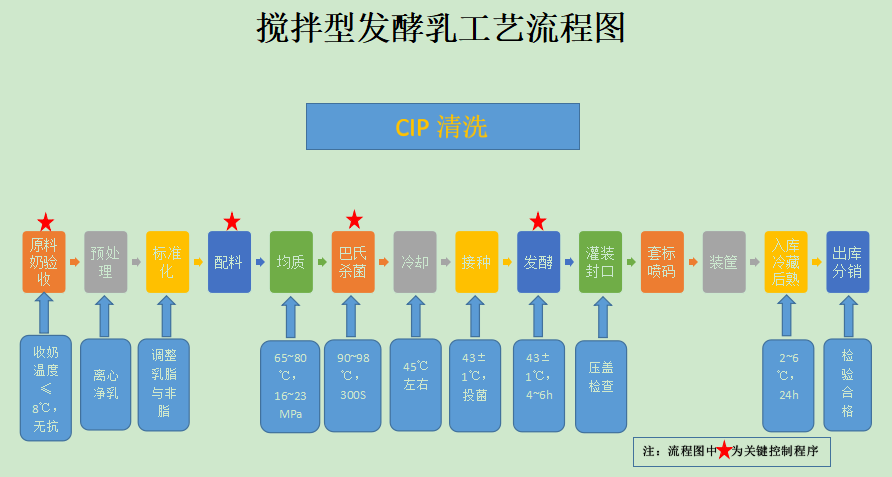 搅拌型发酵乳工艺流程图
CIP 清洗
原料
奶验
收
预处
理
标准
化
配料
均质
巴氏
杀菌
冷却
接种
发酵
灌装
封口
套标
喷码
装筐
入库
冷藏
后熟
出库
分销
收奶
温度
≤
8℃，
无抗
离心
净乳
调整
乳脂
与非
脂
65~80
℃，
16~23
MPa
90~98
℃，
300S
45℃
左右
43±
1℃，
投菌
43±
1℃，
4~6h
压盖
检查
2~6
℃，
24h
检
验
合
格
注：流程图中★为关键控制程序